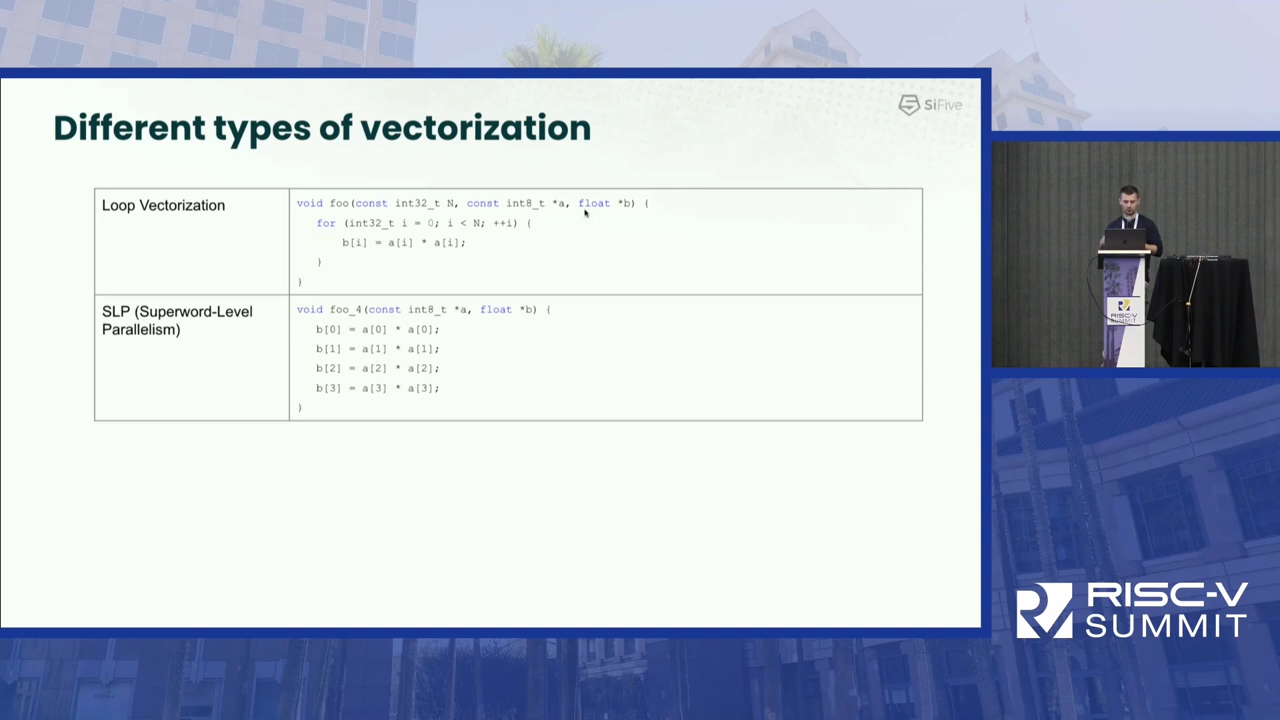 SiFive
Different types of vectorization
Loop Vectorization
void foo(const int32_t N, const int8_t *a, float *b) {
for (int32_t i = 0; i < N; ++i) {
b[i] = a[i] * a[i];
}
}
SLP (Superword-Level
Parallelism)
void foo_4(const int8_t *a, float *b) {
b[0] = a[0] * a[0];
b[1] = a[1] * a[1];
b[2] = a[2] * a[2];
b[3] = a[3] * a[3];
}
RISC-V
SUMMIT
RISC-V
SUMMIT